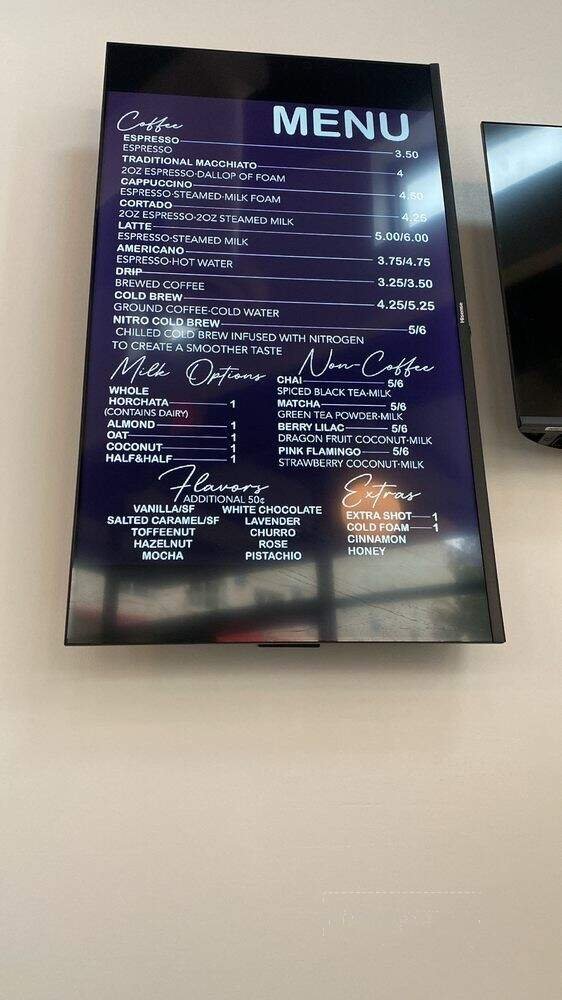 Coffee
MENU
ESPRESSO 3.50
ESPRESSO
TRADITIONAL MACCHIATO 4
2OZ ESPRESSO·DALLOP OF FOAM
CAPPUCCINO 4.50
ESPRESSO·STEAMED·MILK FOAM
CORTADO 4.25
2OZ ESPRESSO·2OZ STEAMED MILK
LATTE 5.00/6.00
ESPRESSO·STEAMED MILK
AMERICANO 3.75/4.75
ESPRESSO·HOT WATER
DRIP 3.25/3.50
BREWED COFFEE
COLD BREW 4.25/5.25
GROUND COFFEE·COLD WATER
NITRO COLD BREW 5/6
CHILLED COLD BREW INFUSED WITH NITROGEN
TO CREATE A SMOOTHER TASTE
Milk Options
WHOLE
HORCHATA 1
(CONTAINS DAIRY)
ALMOND 1
OAT 1
COCONUT 1
HALF&HALF 1
Non-Coffee
CHAI 5/6
SPICED BLACK TEA·MILK
MATCHA 5/6
GREEN TEA POWDER·MILK
BERRY LILAC 5/6
DRAGON FRUIT COCONUT·MILK
PINK FLAMINGO 5/6
STRAWBERRY COCONUT·MILK
Flavors
ADDITIONAL 50¢
VANILLA/SF
SALTED CARAMEL/SF
TOFFEENUT
HAZELNUT
MOCHA
WHITE CHOCOLATE
LAVENDER
CHURRO
ROSE
PISTACHIO
Extras
EXTRA SHOT 1
COLD FOAM 1
CINNAMON
HONEY
Hisense